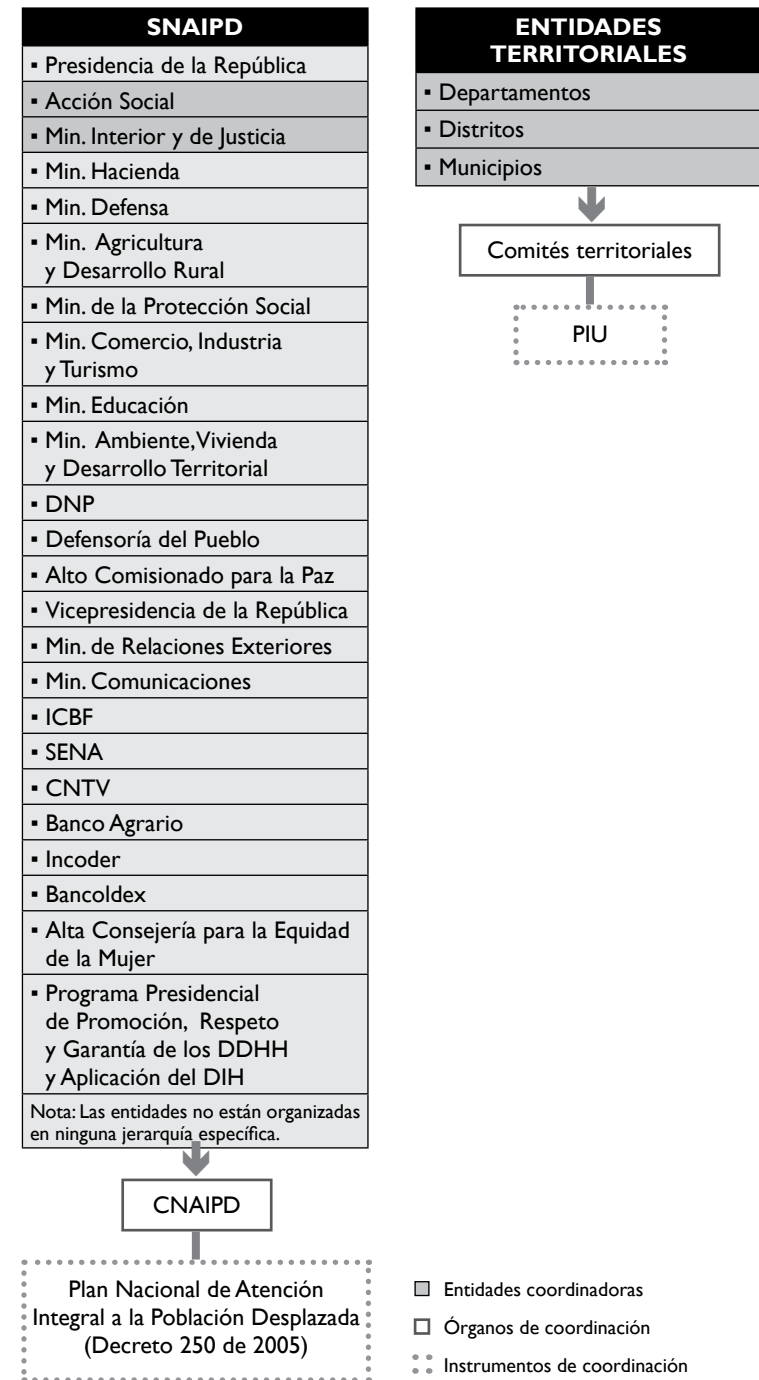 SNAIPD
▪ Presidencia de la República
▪ Acción Social
▪ Min. Interior y de Justicia
▪ Min. Hacienda
▪ Min. Defensa
▪ Min. Agricultura
y Desarrollo Rural
▪ Min. de la Protección Social
▪ Min. Comercio, Industria
y Turismo
▪ Min. Educación
▪ Min. Ambiente, Vivienda
y Desarrollo Territorial
▪ DNP
▪ Defensoría del Pueblo
▪ Alto Comisionado para la Paz
▪ Vicepresidencia de la República
▪ Min. de Relaciones Exteriores
▪ Min. Comunicaciones
▪ ICBF
▪ SENA
▪ CNTV
▪ Banco Agrario
▪ Incoder
▪ Bancoldex
▪ Alta Consejería para la Equidad
de la Mujer
▪ Programa Presidencial
de Promoción, Respeto
y Garantía de los DDHH
y Aplicación del DIH
Nota: Las entidades no están organizadas
en ninguna jerarquía específica.
CNAIPD
Plan Nacional de Atención
Integral a la Población Desplazada
(Decreto 250 de 2005)
ENTIDADES
TERRITORIALES
▪ Departamentos
▪ Distritos
▪ Municipios
Comités territoriales
PIU
Entidades coordinadoras
Órganos de coordinación
Instrumentos de coordinación